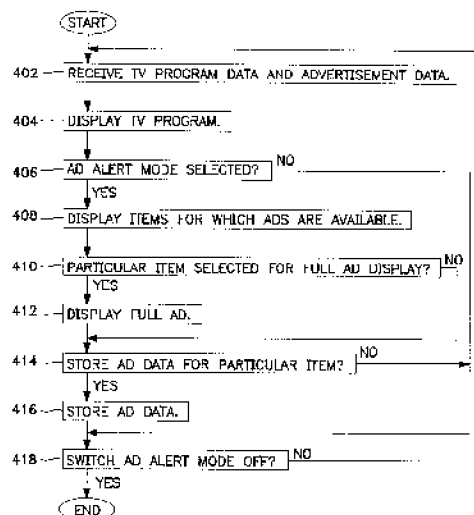 START
402 RECEIVE TV PROGRAM DATA AND ADVERTISEMENT DATA.
404 DISPLAY TV PROGRAM.
406 AD ALERT MODE SELECTED? NO
YES
408 DISPLAY ITEMS FOR WHICH ADS ARE AVAILABLE.
410 PARTICULAR ITEM SELECTED FOR FULL AD DISPLAY? NO
YES
412 DISPLAY FULL AD.
414 STORE AD DATA FOR PARTICULAR ITEM? NO
YES
416 STORE AD DATA.
418 SWITCH AD ALERT MODE OFF? NO
YES
END